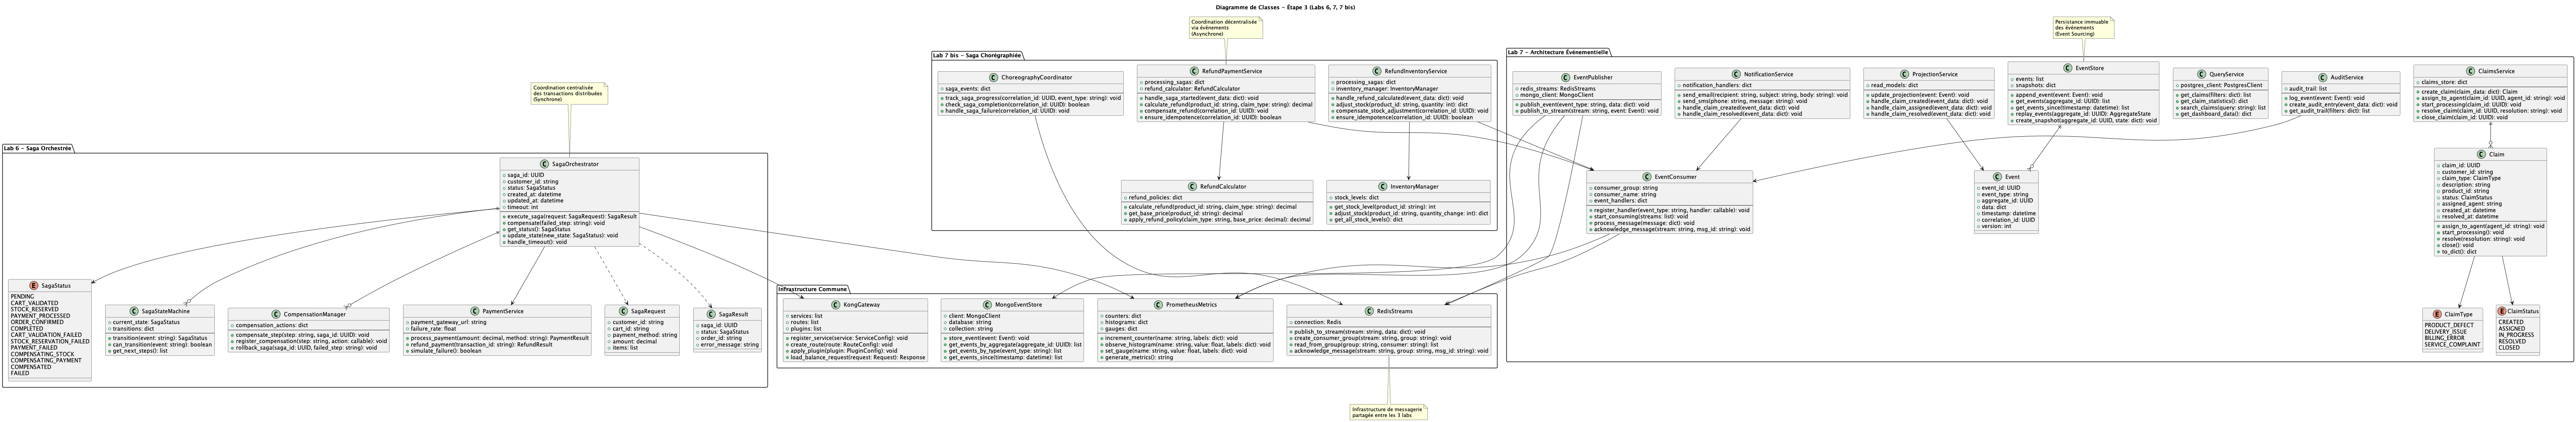 Diagramme de Classes - Étape 3 (Labs 6, 7, 7 bis)
Coordination centralisée
des transactions distribuées
(Synchrone)
Lab 6 - Saga Orchestrée
SagaOrchestrator
saga_id: UUID
customer_id: string
status: SagaStatus
created_at: datetime
updated_at: datetime
timeout: int
execute_saga(request: SagaRequest): SagaResult
compensate(failed_step: string): void
get_status(): SagaStatus
update_state(new_state: SagaStatus): void
handle_timeout(): void
SagaStatus
PENDING
CART_VALIDATED
STOCK_RESERVED
PAYMENT_PROCESSED
ORDER_CONFIRMED
COMPLETED
CART_VALIDATION_FAILED
STOCK_RESERVATION_FAILED
PAYMENT_FAILED
COMPENSATING_STOCK
COMPENSATING_PAYMENT
COMPENSATED
FAILED
SagaStateMachine
current_state: SagaStatus
transitions: dict
transition(event: string): SagaStatus
can_transition(event: string): boolean
get_next_steps(): list
CompensationManager
compensation_actions: dict
compensate_step(step: string, saga_id: UUID): void
register_compensation(step: string, action: callable): void
rollback_saga(saga_id: UUID, failed_step: string): void
PaymentService
payment_gateway_url: string
failure_rate: float
process_payment(amount: decimal, method: string): PaymentResult
refund_payment(transaction_id: string): RefundResult
simulate_failure(): boolean
SagaRequest
customer_id: string
cart_id: string
payment_method: string
amount: decimal
items: list
SagaResult
saga_id: UUID
status: SagaStatus
order_id: string
error_message: string
Coordination décentralisée
via événements
(Asynchrone)
Lab 7 bis - Saga Chorégraphiée
ChoreographyCoordinator
saga_events: dict
track_saga_progress(correlation_id: UUID, event_type: string): void
check_saga_completion(correlation_id: UUID): boolean
handle_saga_failure(correlation_id: UUID): void
RefundPaymentService
processing_sagas: dict
refund_calculator: RefundCalculator
handle_saga_started(event_data: dict): void
calculate_refund(product_id: string, claim_type: string): decimal
compensate_refund(correlation_id: UUID): void
ensure_idempotence(correlation_id: UUID): boolean
RefundInventoryService
processing_sagas: dict
inventory_manager: InventoryManager
handle_refund_calculated(event_data: dict): void
adjust_stock(product_id: string, quantity: int): dict
compensate_stock_adjustment(correlation_id: UUID): void
ensure_idempotence(correlation_id: UUID): boolean
RefundCalculator
refund_policies: dict
calculate_refund(product_id: string, claim_type: string): decimal
get_base_price(product_id: string): decimal
apply_refund_policy(claim_type: string, base_price: decimal): decimal
InventoryManager
stock_levels: dict
get_stock_level(product_id: string): int
adjust_stock(product_id: string, quantity_change: int): dict
get_all_stock_levels(): dict
Infrastructure Commune
KongGateway
services: list
routes: list
plugins: list
register_service(service: ServiceConfig): void
create_route(route: RouteConfig): void
apply_plugin(plugin: PluginConfig): void
load_balance_request(request: Request): Response
MongoEventStore
client: MongoClient
database: string
collection: string
store_event(event: Event): void
get_events_by_aggregate(aggregate_id: UUID): list
get_events_by_type(event_type: string): list
get_events_since(timestamp: datetime): list
PrometheusMetrics
counters: dict
histograms: dict
gauges: dict
increment_counter(name: string, labels: dict): void
observe_histogram(name: string, value: float, labels: dict): void
set_gauge(name: string, value: float, labels: dict): void
generate_metrics(): string
RedisStreams
connection: Redis
publish_to_stream(stream: string, data: dict): void
create_consumer_group(stream: string, group: string): void
read_from_group(group: string, consumer: string): list
acknowledge_message(stream: string, group: string, msg_id: string): void
Infrastructure de messagerie
partagée entre les 3 labs
Persistance immuable
des événements
(Event Sourcing)
Lab 7 - Architecture Événementielle
EventPublisher
redis_streams: RedisStreams
mongo_client: MongoClient
publish_event(event_type: string, data: dict): void
publish_to_stream(stream: string, event: Event): void
NotificationService
notification_handlers: dict
send_email(recipient: string, subject: string, body: string): void
send_sms(phone: string, message: string): void
handle_claim_created(event_data: dict): void
handle_claim_resolved(event_data: dict): void
ProjectionService
read_models: dict
update_projection(event: Event): void
handle_claim_created(event_data: dict): void
handle_claim_assigned(event_data: dict): void
handle_claim_resolved(event_data: dict): void
EventStore
events: list
snapshots: dict
append_event(event: Event): void
get_events(aggregate_id: UUID): list
get_events_since(timestamp: datetime): list
replay_events(aggregate_id: UUID): AggregateState
create_snapshot(aggregate_id: UUID, state: dict): void
QueryService
postgres_client: PostgresClient
get_claims(filters: dict): list
get_claim_statistics(): dict
search_claims(query: string): list
get_dashboard_data(): dict
AuditService
audit_trail: list
log_event(event: Event): void
create_audit_entry(event_data: dict): void
get_audit_trail(filters: dict): list
ClaimsService
claims_store: dict
create_claim(claim_data: dict): Claim
assign_to_agent(claim_id: UUID, agent_id: string): void
start_processing(claim_id: UUID): void
resolve_claim(claim_id: UUID, resolution: string): void
close_claim(claim_id: UUID): void
EventConsumer
consumer_group: string
consumer_name: string
event_handlers: dict
register_handler(event_type: string, handler: callable): void
start_consuming(streams: list): void
process_message(message: dict): void
acknowledge_message(stream: string, msg_id: string): void
Event
event_id: UUID
event_type: string
aggregate_id: UUID
data: dict
timestamp: datetime
correlation_id: UUID
version: int
Claim
claim_id: UUID
customer_id: string
claim_type: ClaimType
description: string
product_id: string
status: ClaimStatus
assigned_agent: string
created_at: datetime
resolved_at: datetime
assign_to_agent(agent_id: string): void
start_processing(): void
resolve(resolution: string): void
close(): void
to_dict(): dict
ClaimType
PRODUCT_DEFECT
DELIVERY_ISSUE
BILLING_ERROR
SERVICE_COMPLAINT
ClaimStatus
CREATED
ASSIGNED
IN_PROGRESS
RESOLVED
CLOSED